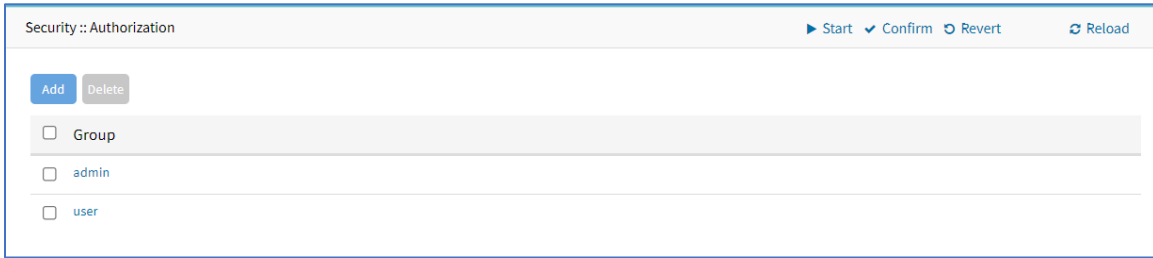 Security :: Authorization Start Confirm Revert Reload
Add Delete
Group
admin
user